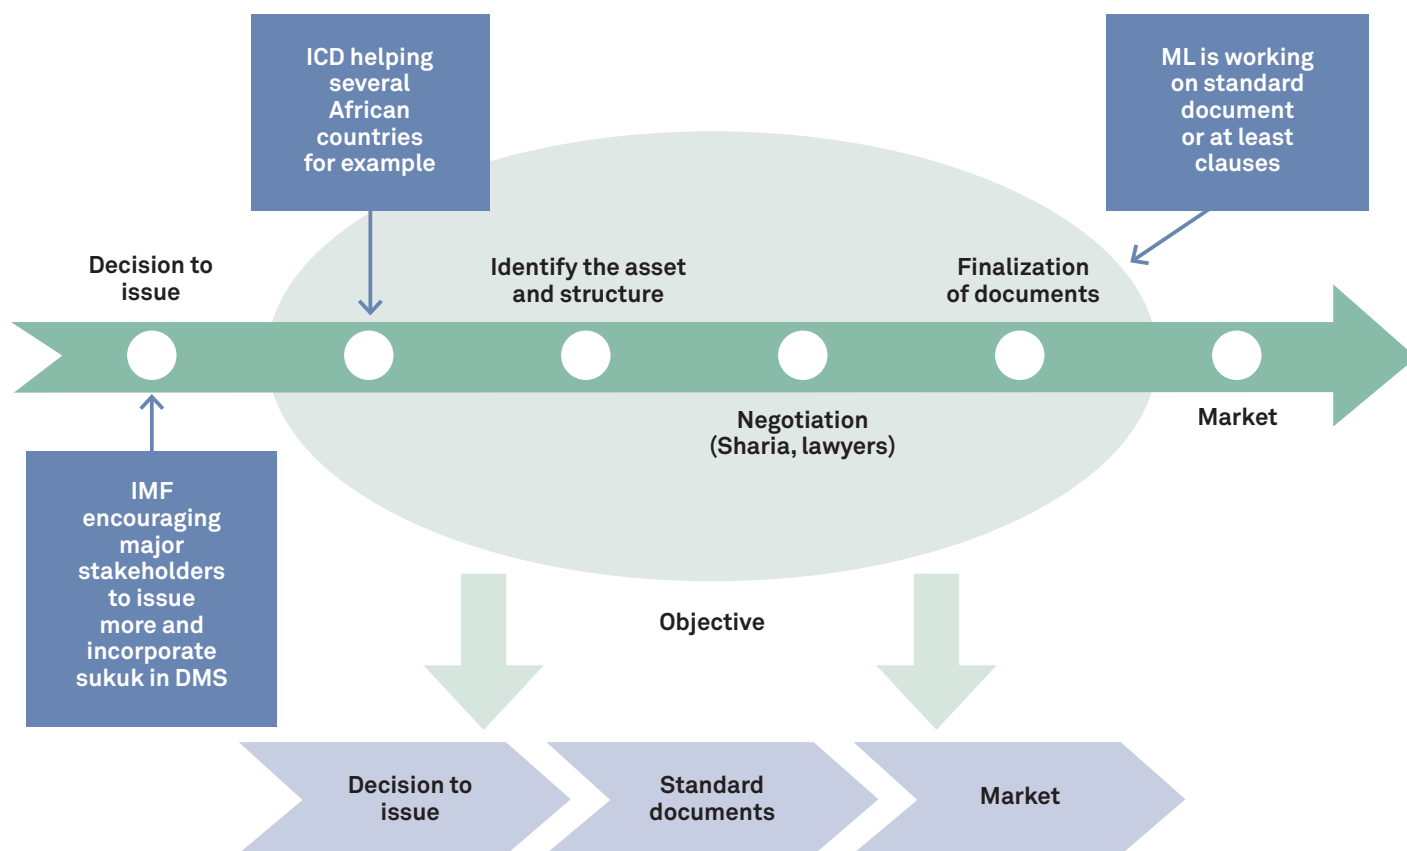 ICD helping
several
African
countries
for example
ML is working
on standard
document
or at least
clauses
Decision to
issue
Identify the asset
and structure
Finalization
of documents
Negotiation
(Sharia, lawyers)
Market
IMF
encouraging
major
stakeholders
to issue
more and
incorporate
sukuk in DMS
Objective
Decision to
issue
Standard
documents
Market